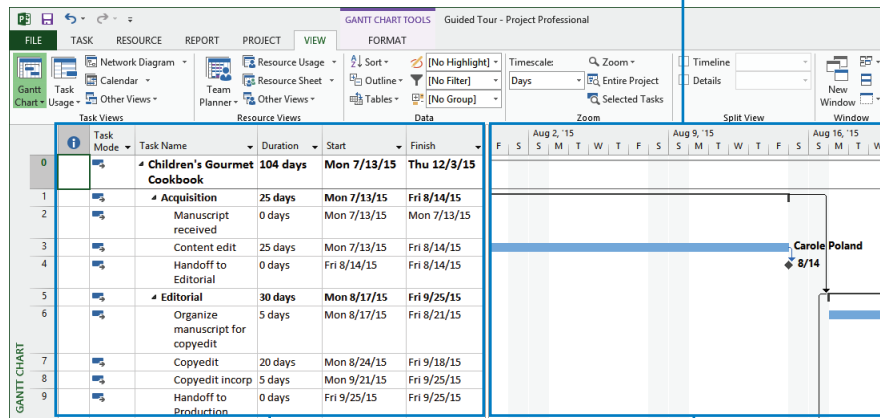 GANTT CHART TOOLS Guided Tour - Project Professional
FILE TASK RESOURCE REPORT PROJECT VIEW FORMAT
Network Diagram Resource Usage Sort [No Highlight] Timescale: Zoom Timeline
Gantt Chart Task Usage Calendar Team Planner Resource Sheet Outline [No Filter] Days Entire Project Details New Window
Other Views Other Views Tables [No Group] Selected Tasks
Task Views Resource Views Data Zoom Split View Window
Task Mode Task Name Duration Start Finish
Aug 2, '15 Aug 9, '15 Aug 16, '15
F S S M T W T F S S M T W T F S S M T W
0 Children's Gourmet Cookbook 104 days Mon 7/13/15 Thu 12/3/15
1 Acquisition 25 days Mon 7/13/15 Fri 8/14/15
2 Manuscript received 0 days Mon 7/13/15 Mon 7/13/15
3 Content edit 25 days Mon 7/13/15 Fri 8/14/15 Carole Poland
4 Handoff to Editorial 0 days Fri 8/14/15 Fri 8/14/15 8/14
5 Editorial 30 days Mon 8/17/15 Fri 9/25/15
6 Organize manuscript for copyedit 5 days Mon 8/17/15 Fri 8/21/15
7 Copyedit 20 days Mon 8/24/15 Fri 9/18/15
8 Copyedit incorp 5 days Mon 9/21/15 Fri 9/25/15
9 Handoff to Production 0 days Fri 9/25/15 Fri 9/25/15
GANTT CHART